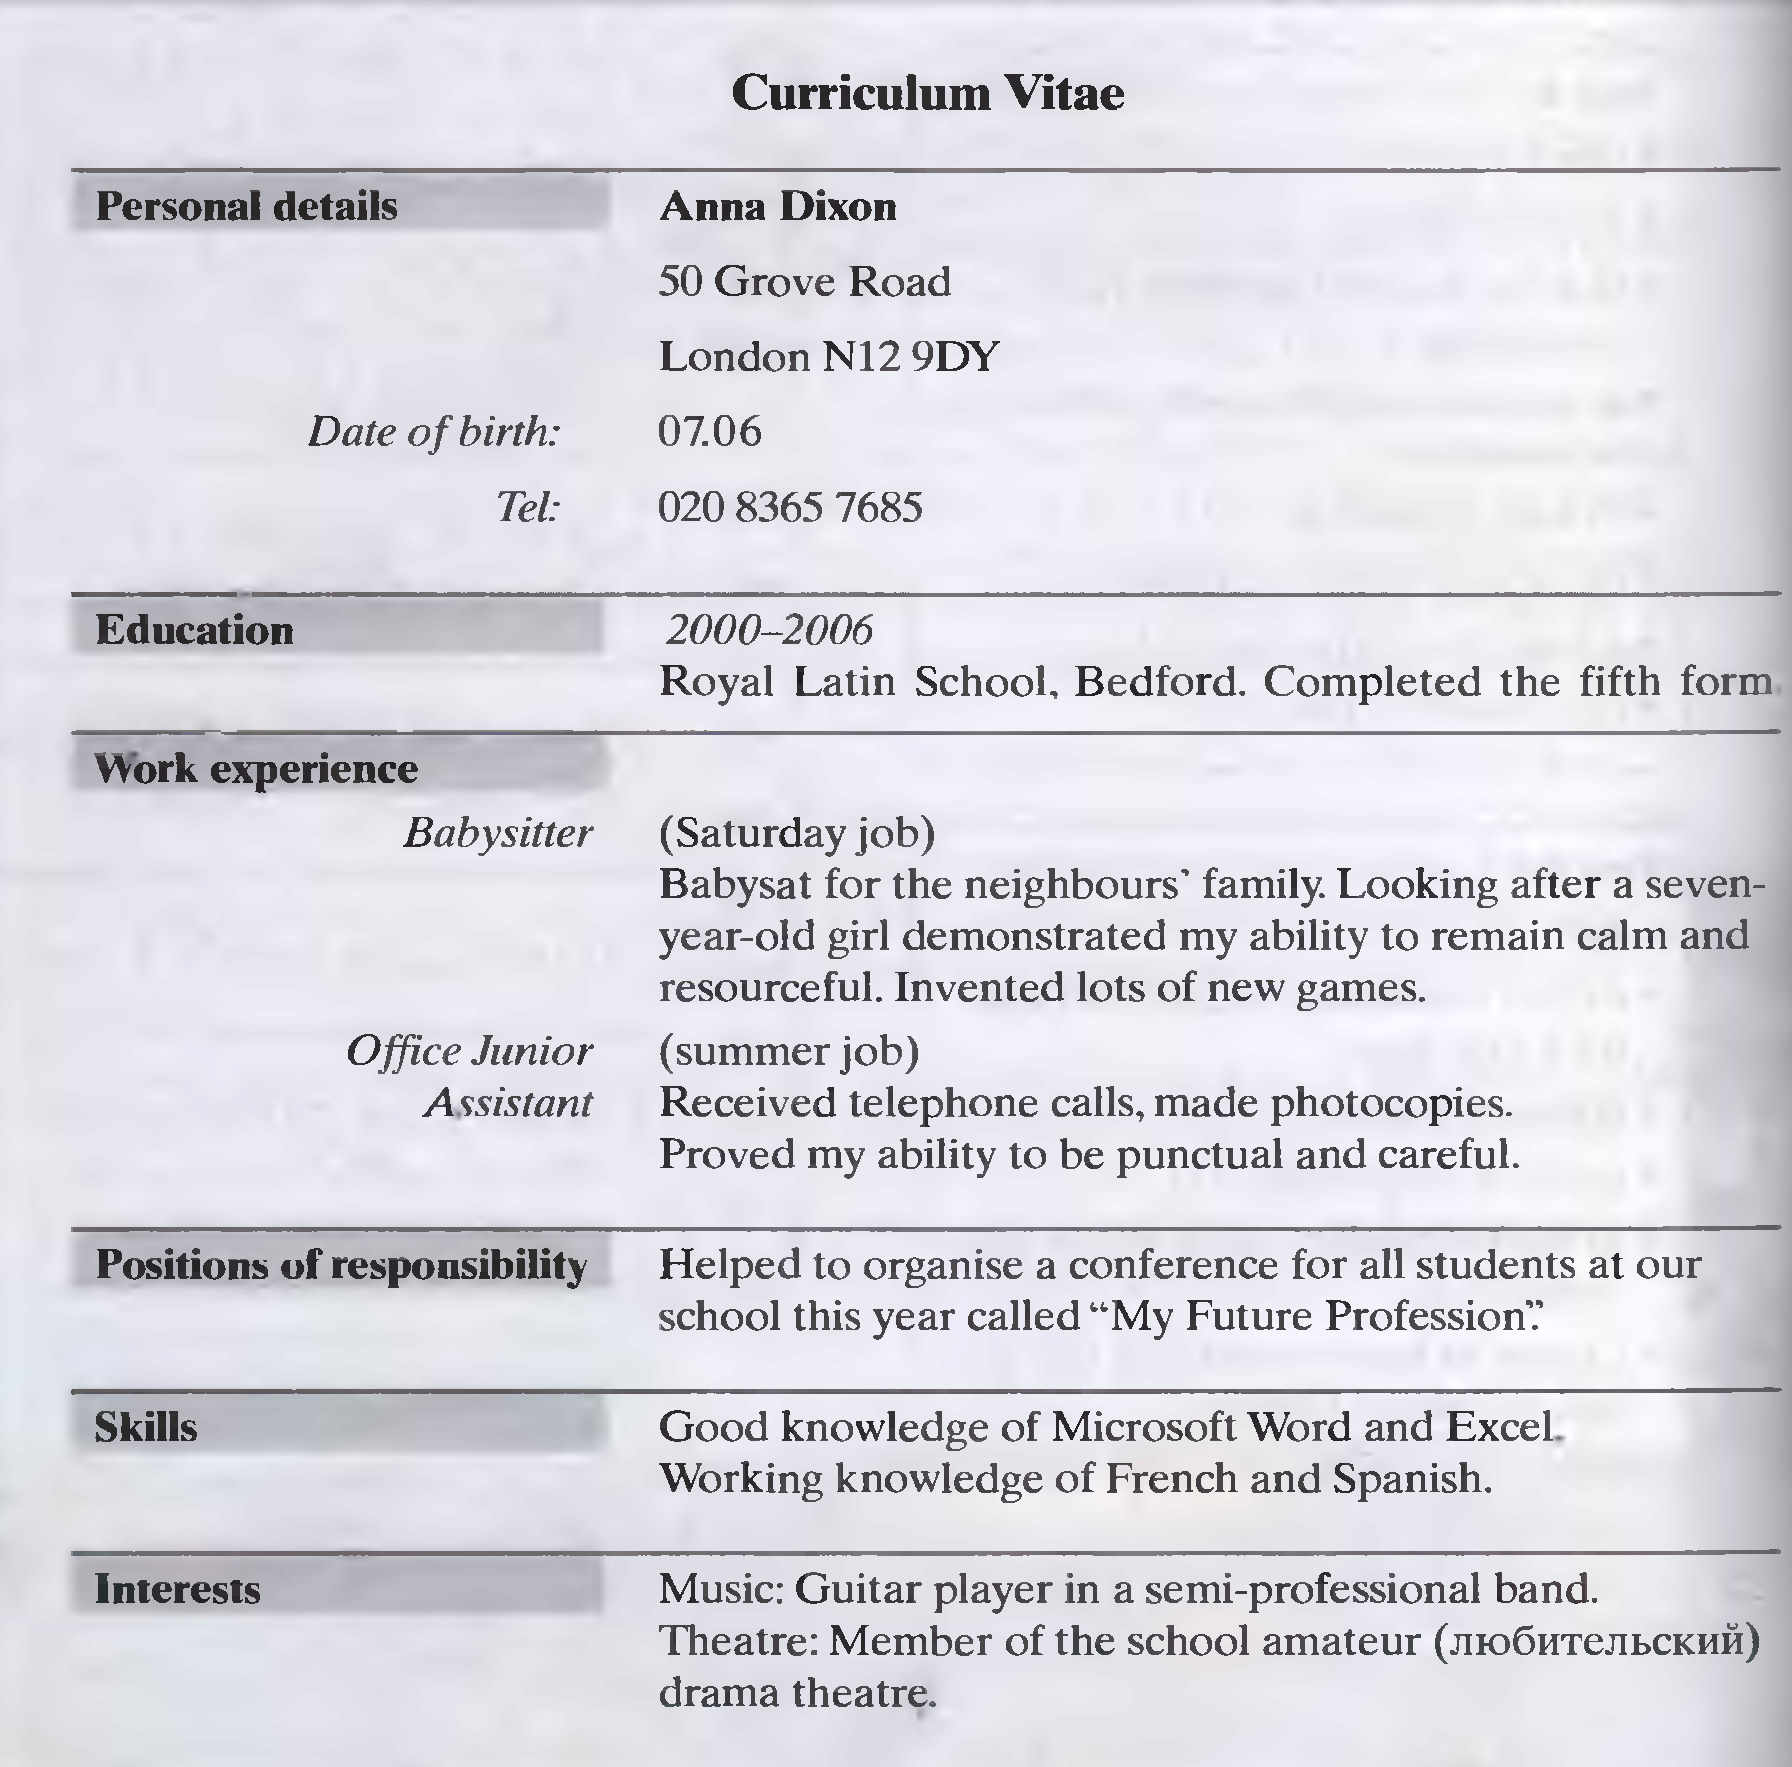 Curriculum Vitae
Personal details Anna Dixon
50 Grove Road
London N12 9DY
Date of birth: 07.06
Tel: 020 8365 7685
Education 2000–2006
Royal Latin School, Bedford. Completed the fifth form.
Work experience
Babysitter (Saturday job)
Babysat for the neighbours' family. Looking after a seven-
year-old girl demonstrated my ability to remain calm and
resourceful. Invented lots of new games.
Office Junior (summer job)
Assistant Received telephone calls, made photocopies.
Proved my ability to be punctual and careful.
Positions of responsibility Helped to organise a conference for all students at our
school this year called “My Future Profession”.
Skills Good knowledge of Microsoft Word and Excel.
Working knowledge of French and Spanish.
Interests Music: Guitar player in a semi-professional band.
Theatre: Member of the school amateur (любительский)
drama theatre.